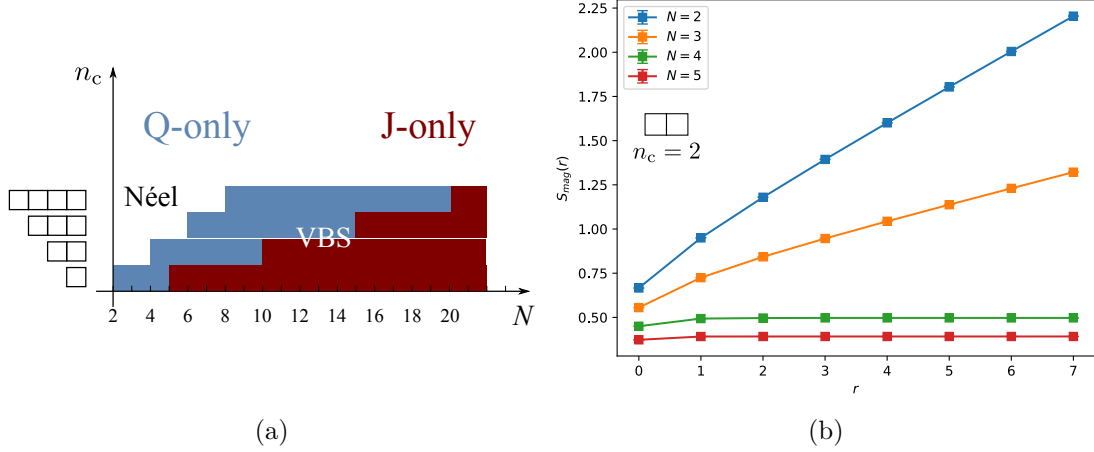 n_c
Q-only
J-only
Néel
VBS
2 4 6 8 10 12 14 16 18 20 N
(a)
N = 2
N = 3
N = 4
N = 5
n_c = 2
S_mag(r)
2.25
2.00
1.75
1.50
1.25
1.00
0.75
0.50
0 1 2 3 4 5 6 7
r
(b)